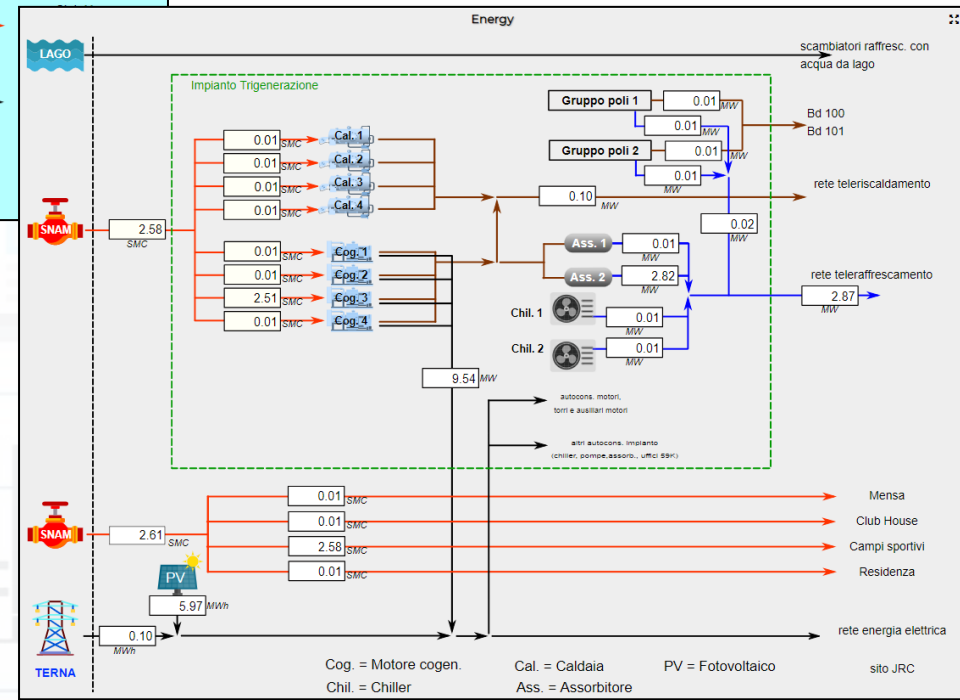 Energy
LAGO
scambiatori raffresc. con
acqua da lago
Impianto Trigenerazione
Gruppo poli 1
0.01
MW
0.01
MW
Bd 100
Bd 101
Gruppo poli 2
0.01
MW
0.01
MW
0.01
SMC
Cal. 1
0.01
SMC
Cal. 2
0.01
SMC
Cal. 3
0.01
SMC
Cal. 4
rete teleriscaldamento
0.10
MW
SNAM
2.58
SMC
0.02
MW
0.01
SMC
Cog. 1
0.01
SMC
Cog. 2
2.51
SMC
Cog. 3
0.01
SMC
Cog. 4
Ass. 1
0.01
MW
Ass. 2
2.82
MW
rete teleraffrescamento
2.87
MW
Chil. 1
0.01
MW
Chil. 2
0.01
MW
9.54
MW
autocons. motori,
torri e ausiliari motori
altri autocons. impianto
(chiller, pompe,assorb., uffici 59K)
0.01
SMC
Mensa
0.01
SMC
Club House
SNAM
2.61
SMC
2.58
SMC
Campi sportivi
0.01
SMC
Residenza
PV
5.97
MWh
0.10
MWh
rete energia elettrica
TERNA
Cog. = Motore cogen.
Cal. = Caldaia
PV = Fotovoltaico
sito JRC
Chil. = Chiller
Ass. = Assorbitore